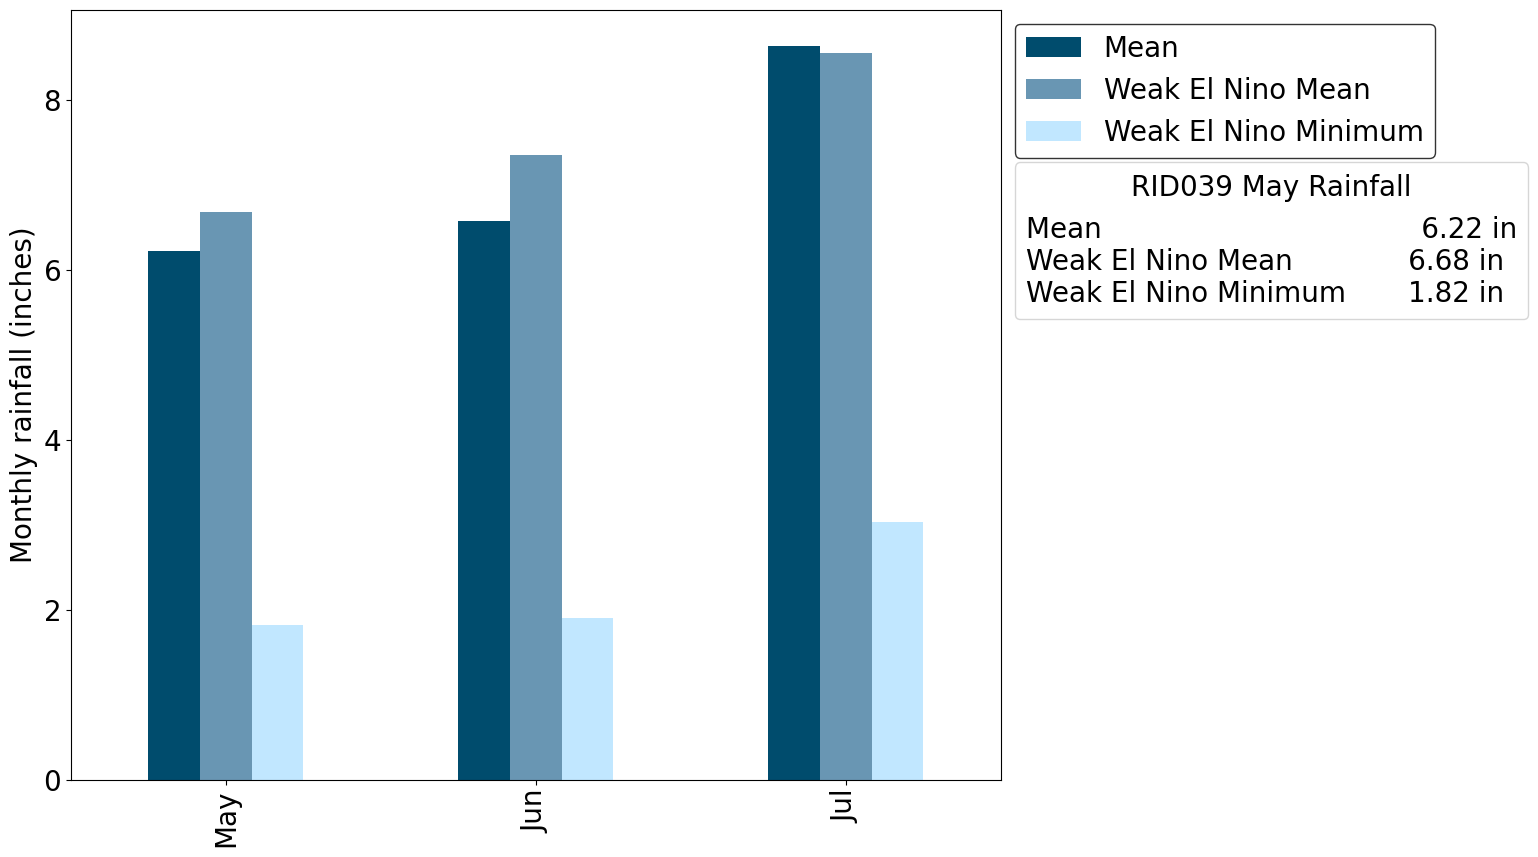 Monthly rainfall (inches)
8
6
4
2
0
May
Jun
Jul
Mean
Weak El Nino Mean
Weak El Nino Minimum
RID039 May Rainfall
Mean 6.22 in
Weak El Nino Mean 6.68 in
Weak El Nino Minimum 1.82 in